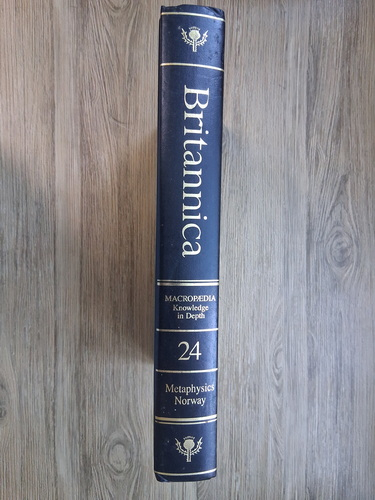 Britannica
MACROPÆDIA
Knowledge
in Depth
24
Metaphysics
Norway